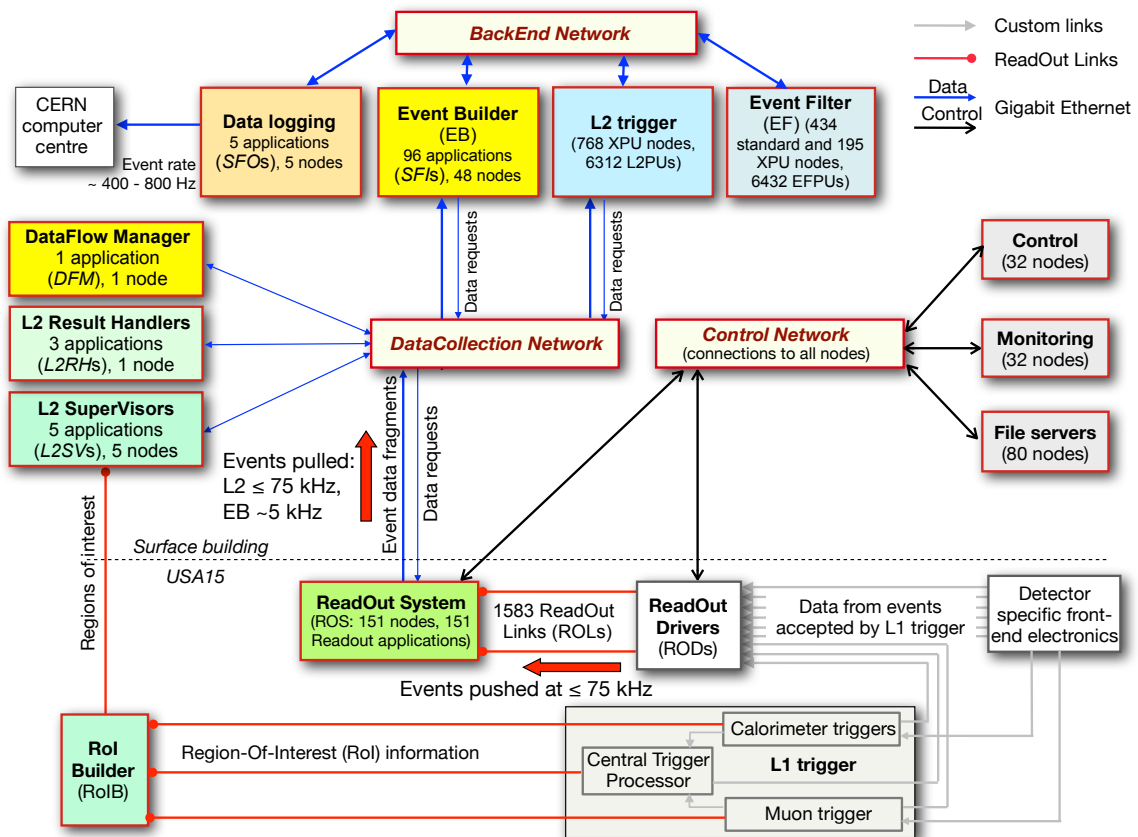 BackEnd Network
Custom links
ReadOut Links
Data
Control
Gigabit Ethernet
CERN
computer
centre
Data logging
5 applications
(SFOs), 5 nodes
Event Builder
(EB)
96 applications
(SFIs), 48 nodes
L2 trigger
(768 XPU nodes,
6312 L2PUs)
Event Filter
(EF) (434
standard and 195
XPU nodes,
6432 EFPUs)
Event rate
~ 400 - 800 Hz
DataFlow Manager
1 application
(DFM), 1 node
Data requests
Data requests
Control
(32 nodes)
L2 Result Handlers
3 applications
(L2RHs), 1 node
DataCollection Network
Control Network
(connections to all nodes)
Monitoring
(32 nodes)
L2 SuperVisors
5 applications
(L2SVs), 5 nodes
File servers
(80 nodes)
Events pulled:
L2 ≤ 75 kHz,
EB ~5 kHz
Event data fragments
Data requests
Regions of interest
Surface building
USA15
ReadOut System
(ROS: 151 nodes, 151
Readout applications)
1583 ReadOut
Links (ROLs)
ReadOut
Drivers
(RODs)
Data from events
accepted by L1 trigger
Detector
specific front-
end electronics
Events pushed at ≤ 75 kHz
RoI
Builder
(RoIB)
Region-Of-Interest (RoI) information
Calorimeter triggers
Central Trigger
Processor
L1 trigger
Muon trigger